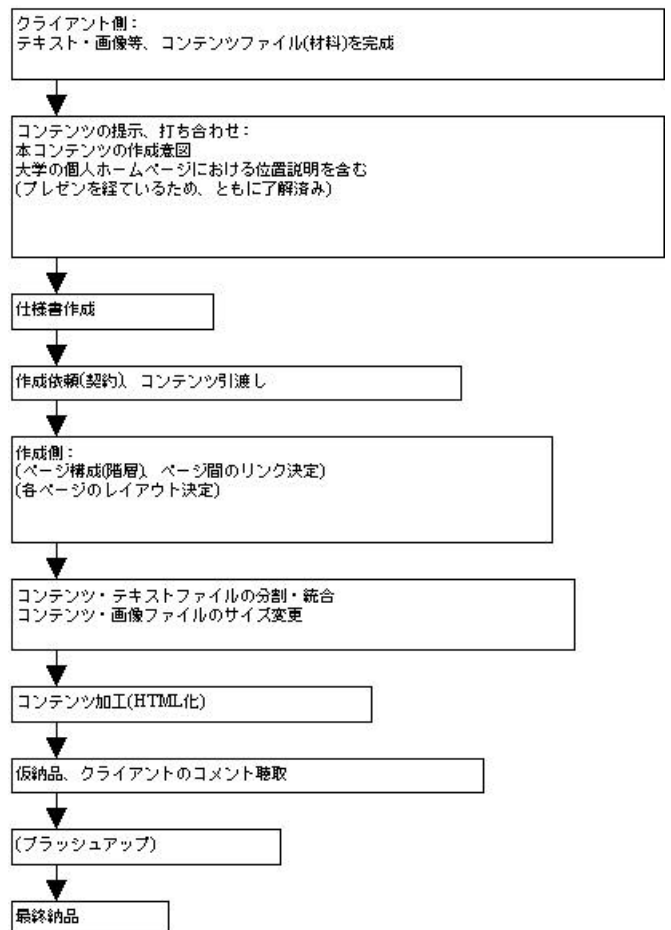 クライアント側：
テキスト・画像等、コンテンツファイル(材料)を完成
コンテンツの提示、打ち合わせ：
本コンテンツの作成意図
大学の個人ホームページにおける位置説明を含む
(プレゼンを経ているため、ともに了解済み)
仕様書作成
作成依頼(契約)、コンテンツ引渡し
作成側：
(ページ構成(階層)、ページ間のリンク決定)
(各ページのレイアウト決定)
コンテンツ・テキストファイルの分割・統合
コンテンツ・画像ファイルのサイズ変更
コンテンツ加工(HTML化)
仮納品、クライアントのコメント聴取
(ブラッシュアップ)
最終納品